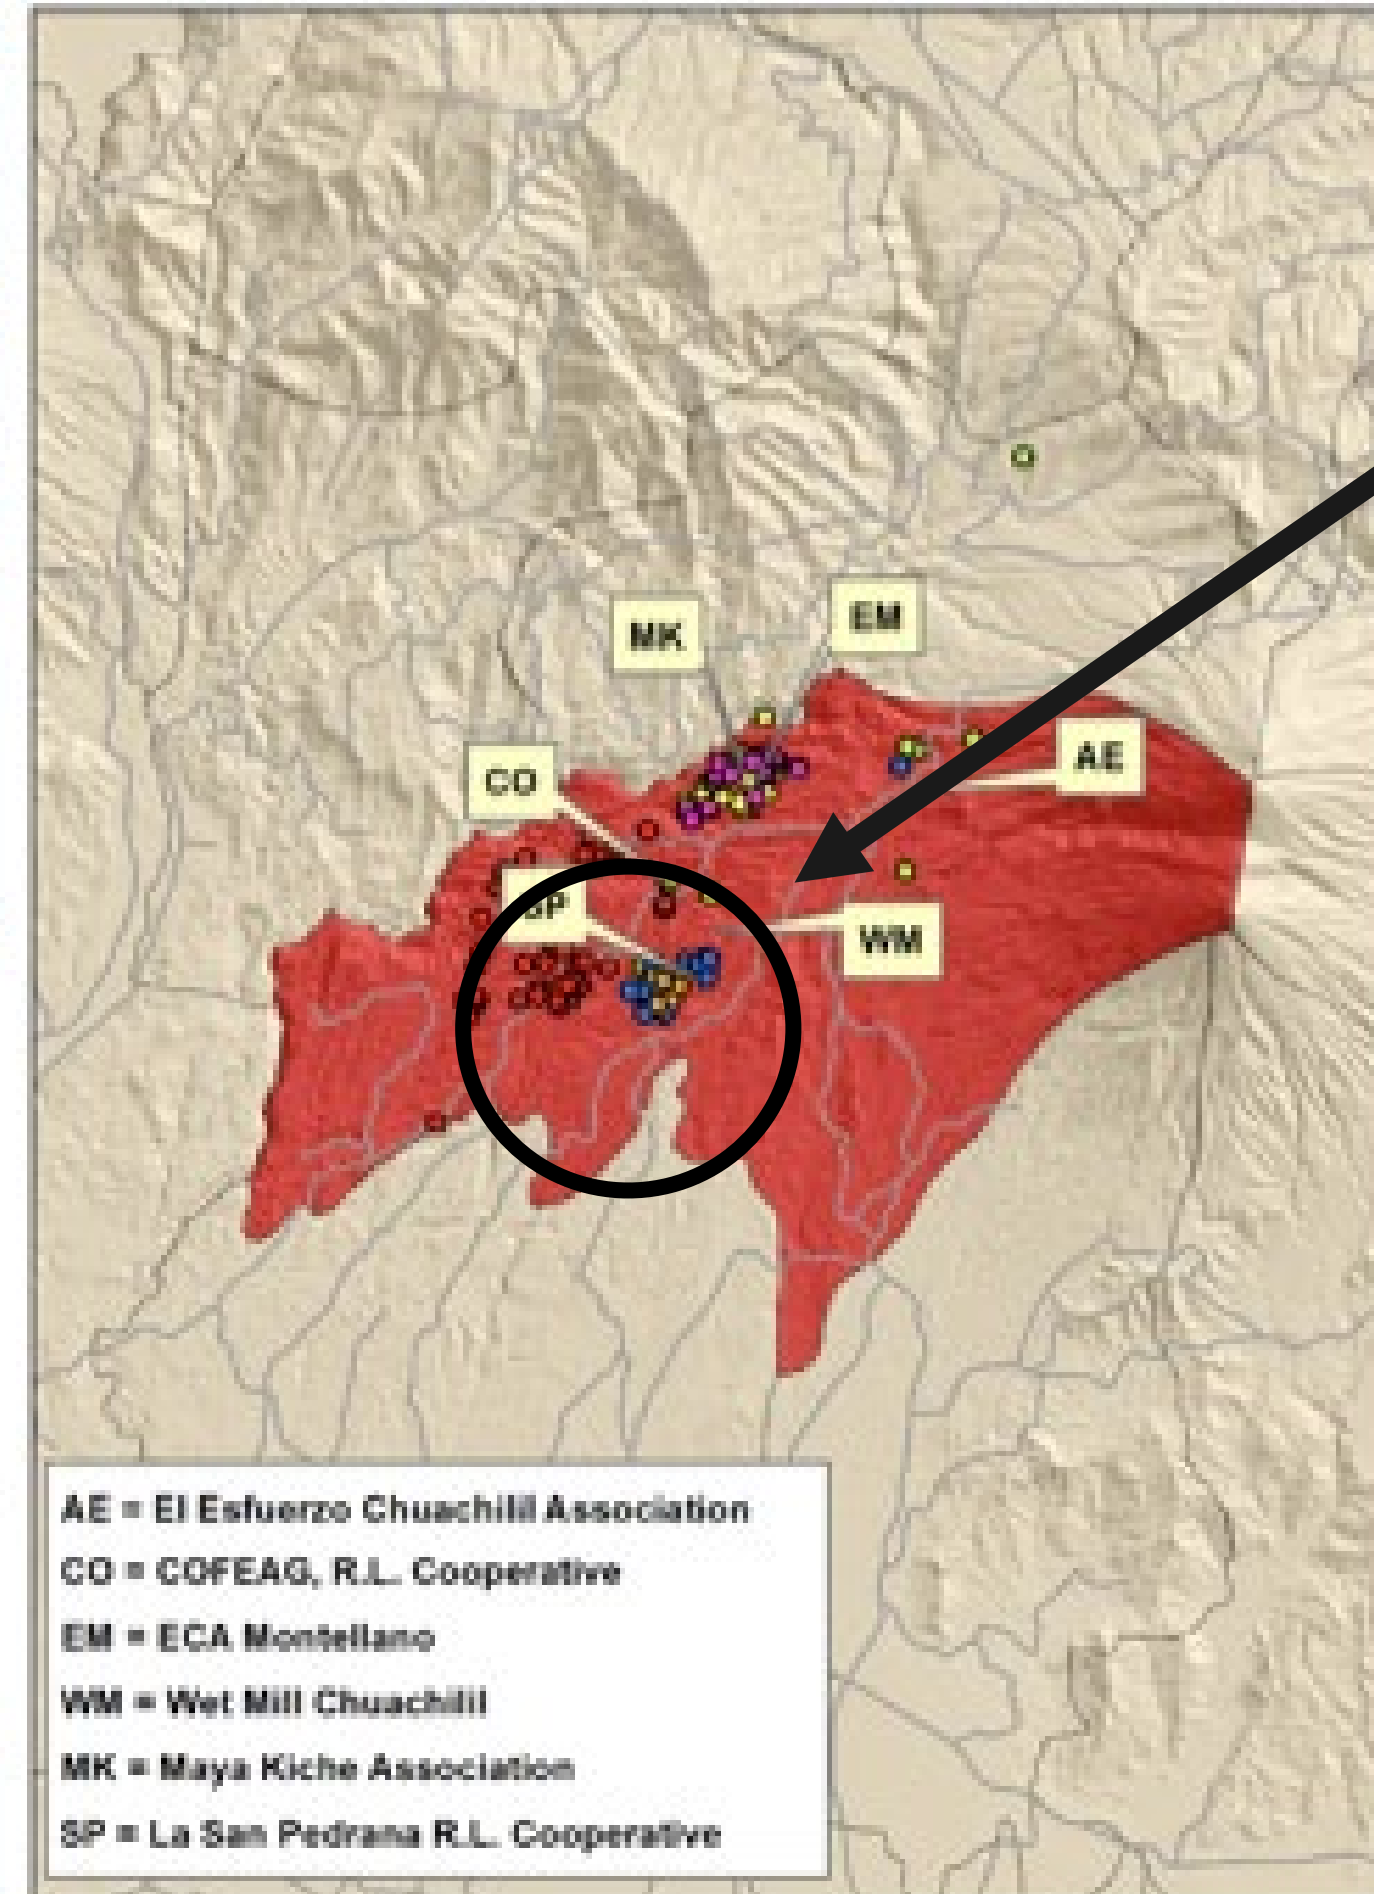 EM
MK
AE
CO
SP
WM
AE = El Esfuerzo Chuachilil Association
CO = COFEAG, R.L. Cooperative
EM = ECA Montellano
WM = Wet Mill Chuachilil
MK = Maya Kiche Association
SP = La San Pedrana R.L. Cooperative